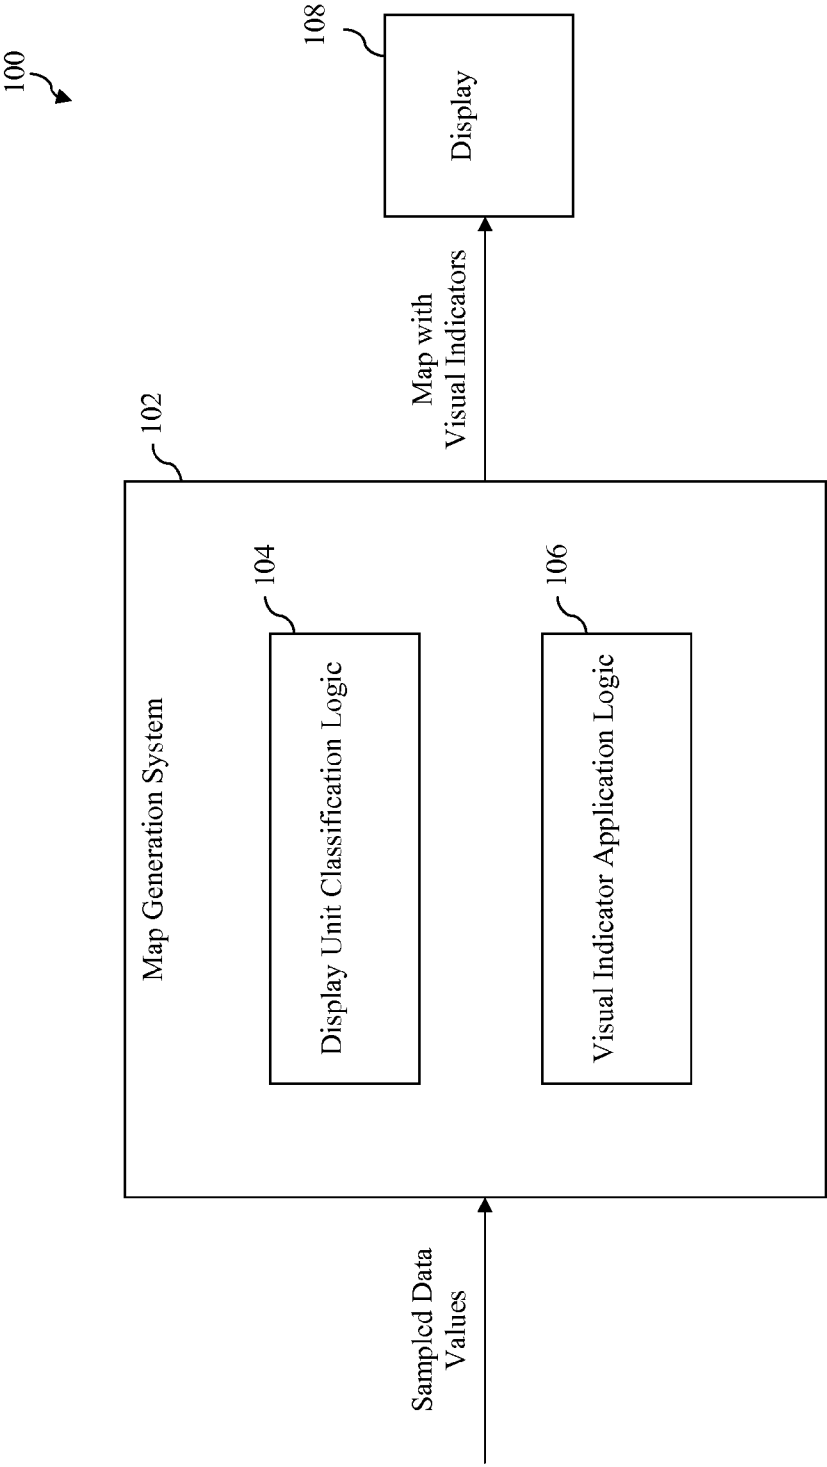 100
Sampled Data
Values
Map Generation System
102
Display Unit Classification Logic
104
Visual Indicator Application Logic
106
Map with
Visual Indicators
Display
108